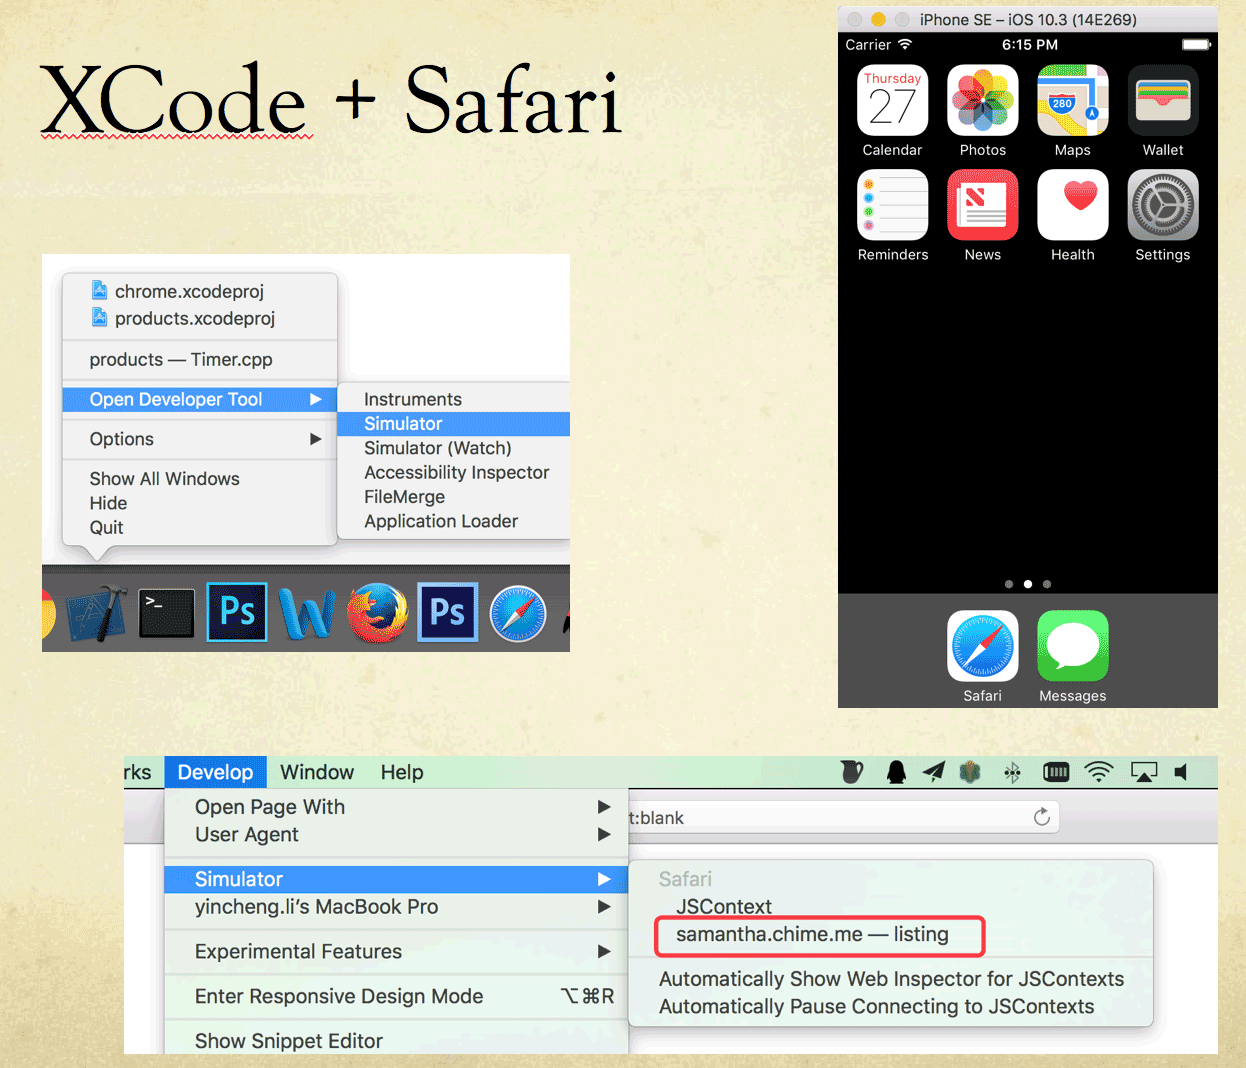 XCode + Safari
iPhone SE – iOS 10.3 (14E269)
Carrier
6:15 PM
Thursday
27
280
Calendar
Photos
Maps
Wallet
Reminders
News
Health
Settings
Safari
Messages
chrome.xcodeproj
products.xcodeproj
products — Timer.cpp
Open Developer Tool
Options
Show All Windows
Hide
Quit
Instruments
Simulator
Simulator (Watch)
Accessibility Inspector
FileMerge
Application Loader
>_
Ps
W
Ps
rks
Develop
Window
Help
Open Page With
User Agent
t:blank
Simulator
yincheng.li's MacBook Pro
Experimental Features
Enter Responsive Design Mode ⌥⌘R
Show Snippet Editor
Safari
JSContext
samantha.chime.me — listing
Automatically Show Web Inspector for JSContexts
Automatically Pause Connecting to JSContexts